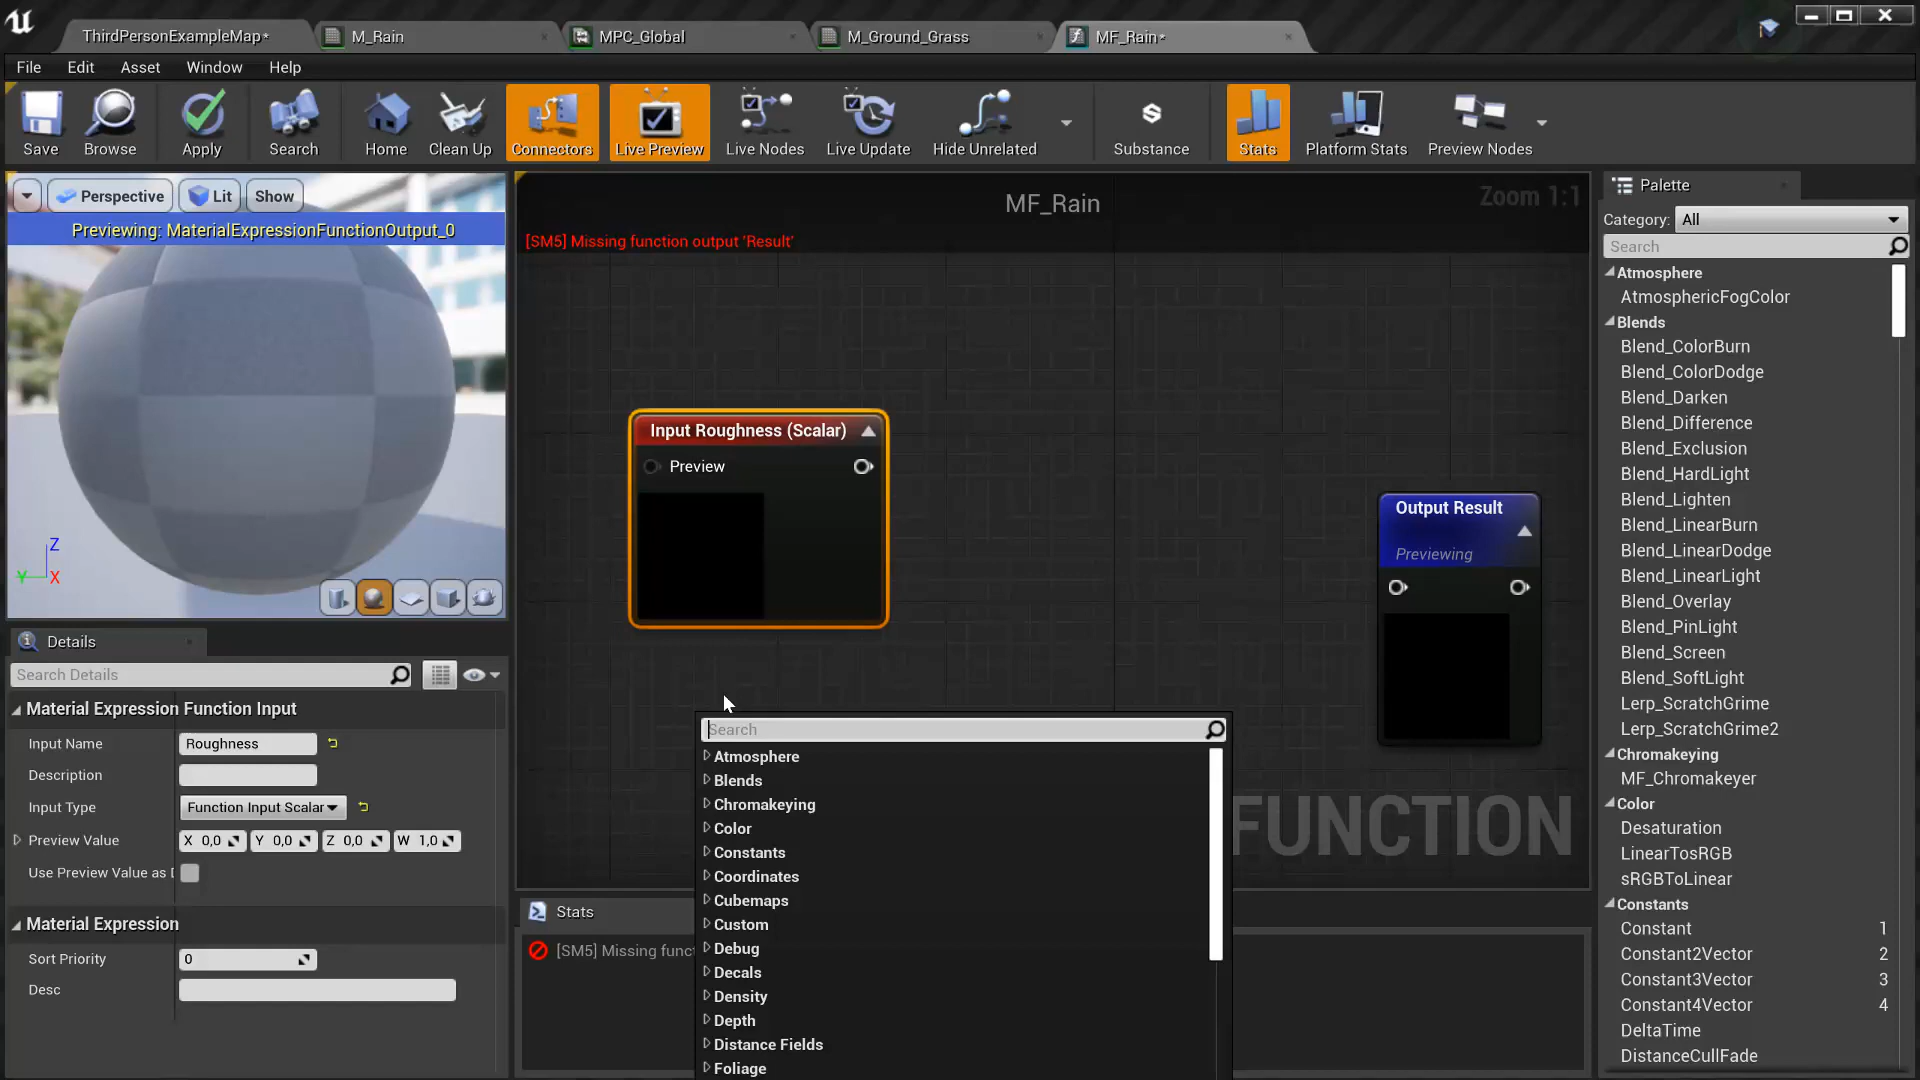 ThirdPersonExampleMap*
M_Rain
MPC_Global
M_Ground_Grass
MF_Rain*
File
Edit
Asset
Window
Help
Save
Browse
Apply
Search
Home
Clean Up
Connectors
Live Preview
Live Nodes
Live Update
Hide Unrelated
Substance
Stats
Platform Stats
Preview Nodes
Perspective
Lit
Show
Previewing: MaterialExpressionFunctionOutput_0
Z
Y
X
MF_Rain
Zoom 1:1
[SM5] Missing function output 'Result'
Input Roughness (Scalar)
Preview
Output Result
Previewing
FUNCTION
Details
Search Details
Material Expression Function Input
Input Name
Roughness
Description
Input Type
Function Input Scalar
Preview Value
X 0,0
Y 0,0
Z 0,0
W 1,0
Use Preview Value as D
Material Expression
Sort Priority
0
Desc
Search
Atmosphere
Blends
Chromakeying
Color
Constants
Coordinates
Cubemaps
Custom
Debug
Decals
Density
Depth
Distance Fields
Foliage
Stats
[SM5] Missing funct
Palette
Category:
All
Search
Atmosphere
AtmosphericFogColor
Blends
Blend_ColorBurn
Blend_ColorDodge
Blend_Darken
Blend_Difference
Blend_Exclusion
Blend_HardLight
Blend_Lighten
Blend_LinearBurn
Blend_LinearDodge
Blend_LinearLight
Blend_Overlay
Blend_PinLight
Blend_Screen
Blend_SoftLight
Lerp_ScratchGrime
Lerp_ScratchGrime2
Chromakeying
MF_Chromakeyer
Color
Desaturation
LinearTosRGB
sRGBToLinear
Constants
Constant 1
Constant2Vector 2
Constant3Vector 3
Constant4Vector 4
DeltaTime
DistanceCullFade